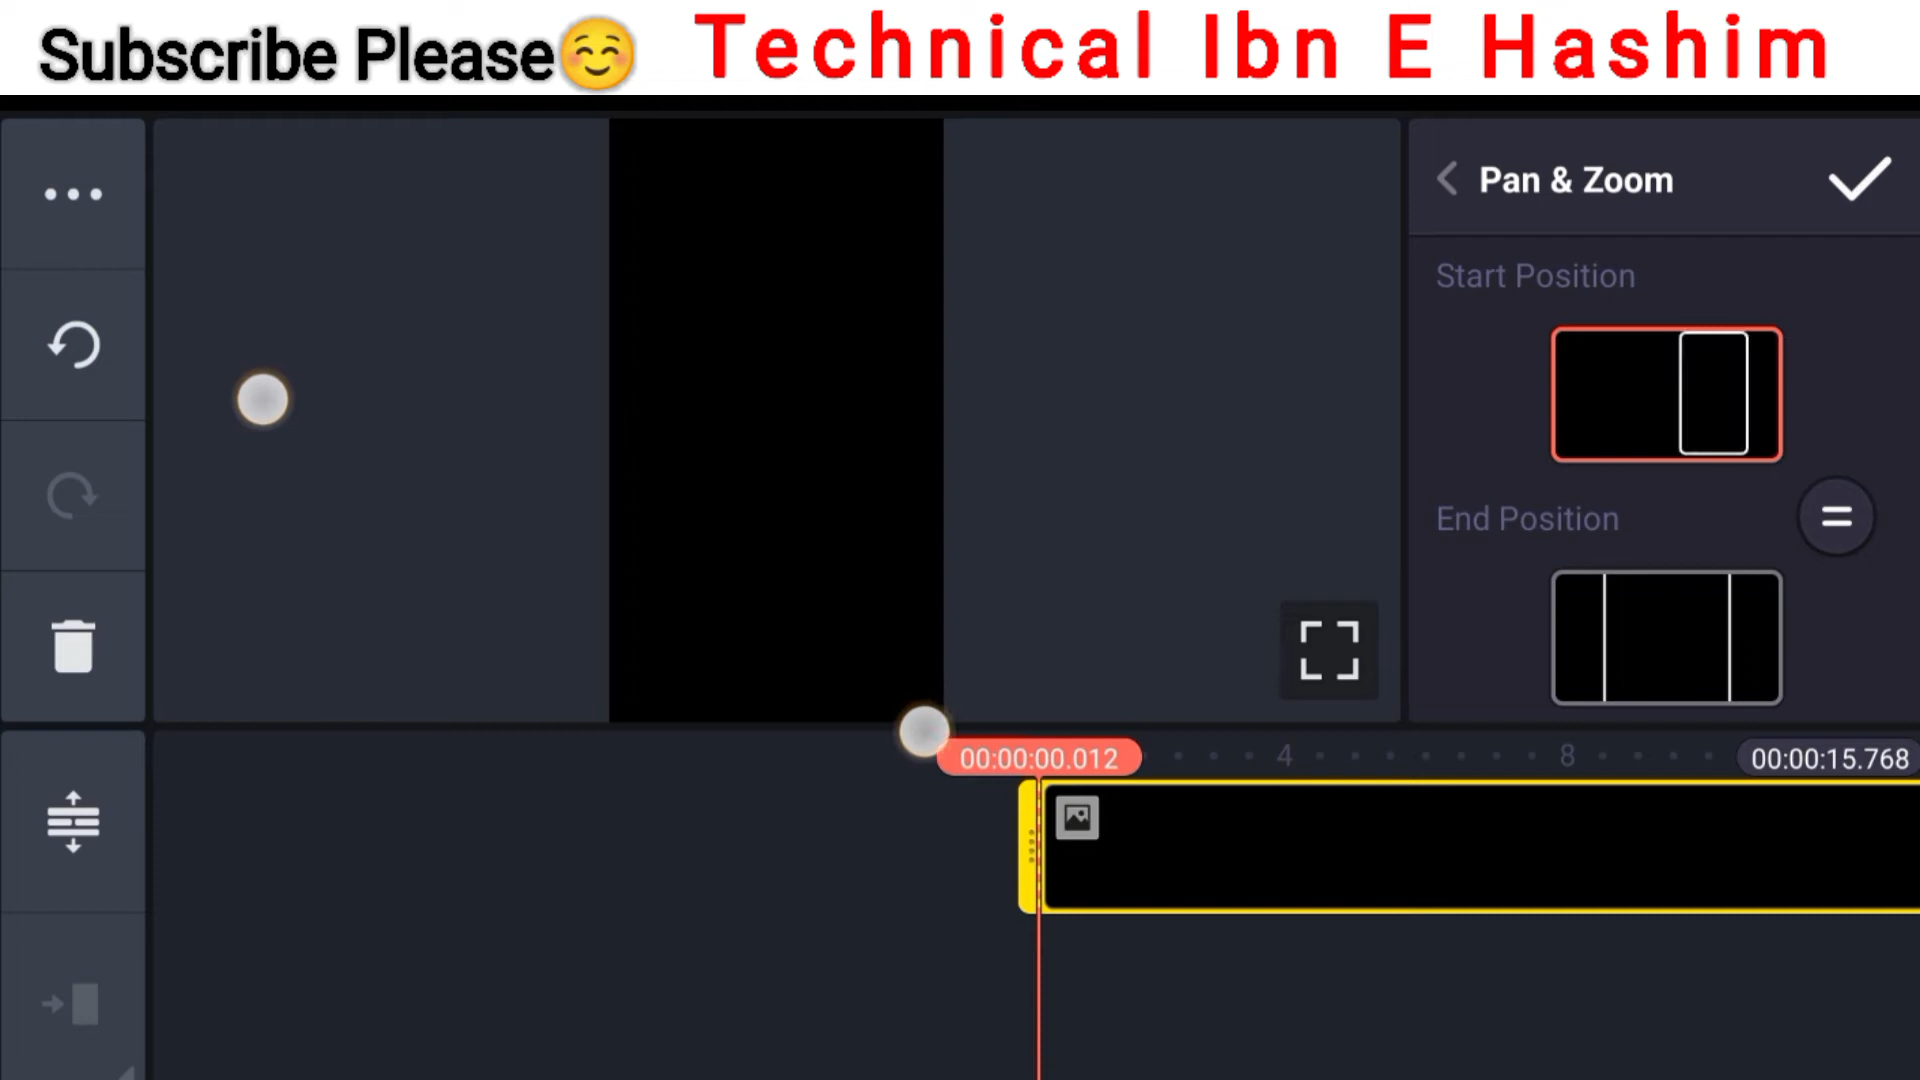 Subscribe Please😊 Technical Ibn E Hashim
Pan & Zoom
Start Position
End Position
00:00:00.012 4 8 00:00:15.768